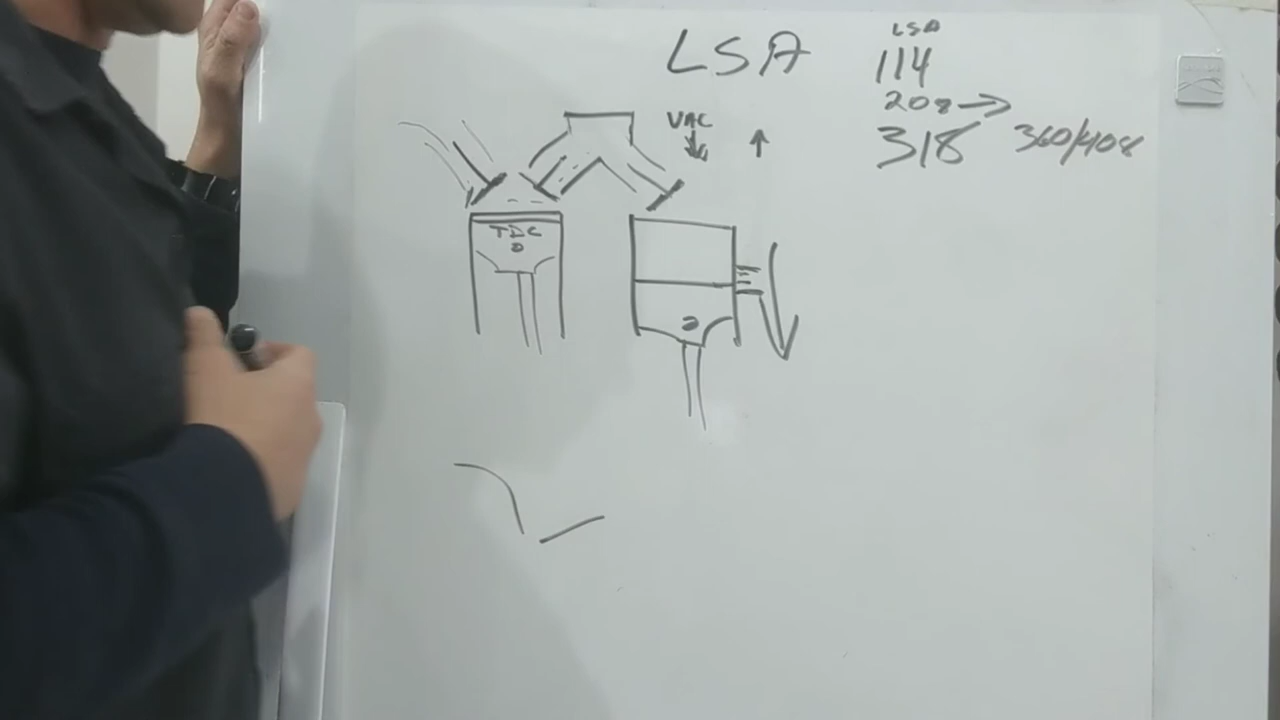 LSA
LSA
114
208 →
318 360/408
VAC
TDC